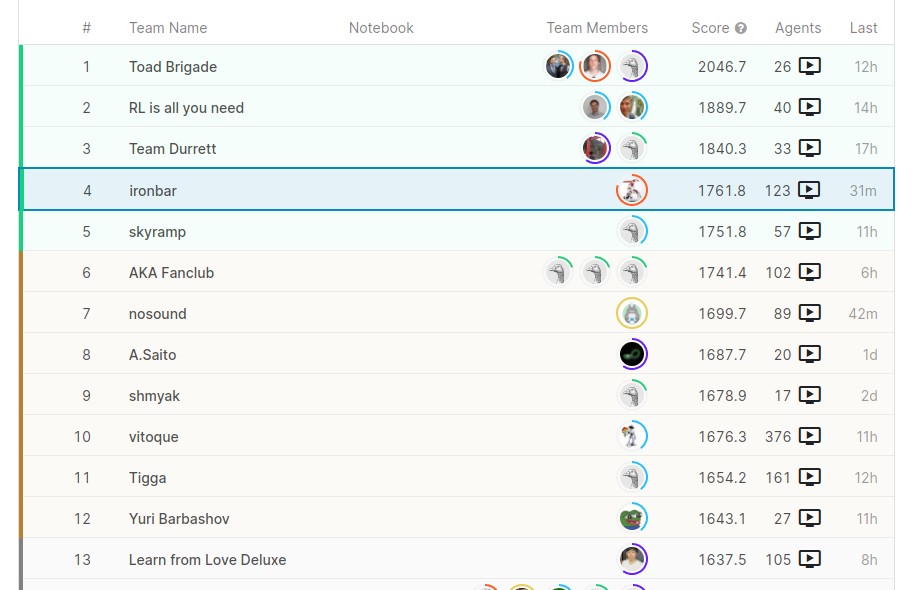 # Team Name Notebook Team Members Score ? Agents Last
1 Toad Brigade 2046.7 26 12h
2 RL is all you need 1889.7 40 14h
3 Team Durrett 1840.3 33 17h
4 ironbar 1761.8 123 31m
5 skyramp 1751.8 57 11h
6 AKA Fanclub 1741.4 102 6h
7 nosound 1699.7 89 42m
8 A.Saito 1687.7 20 1d
9 shmyak 1678.9 17 2d
10 vitoque 1676.3 376 11h
11 Tigga 1654.2 161 12h
12 Yuri Barbashov 1643.1 27 11h
13 Learn from Love Deluxe 1637.5 105 8h